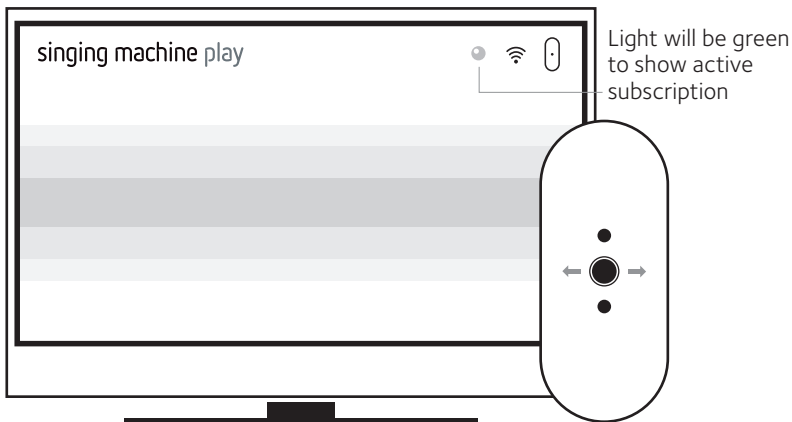 singing machine play
Light will be green
to show active
subscription